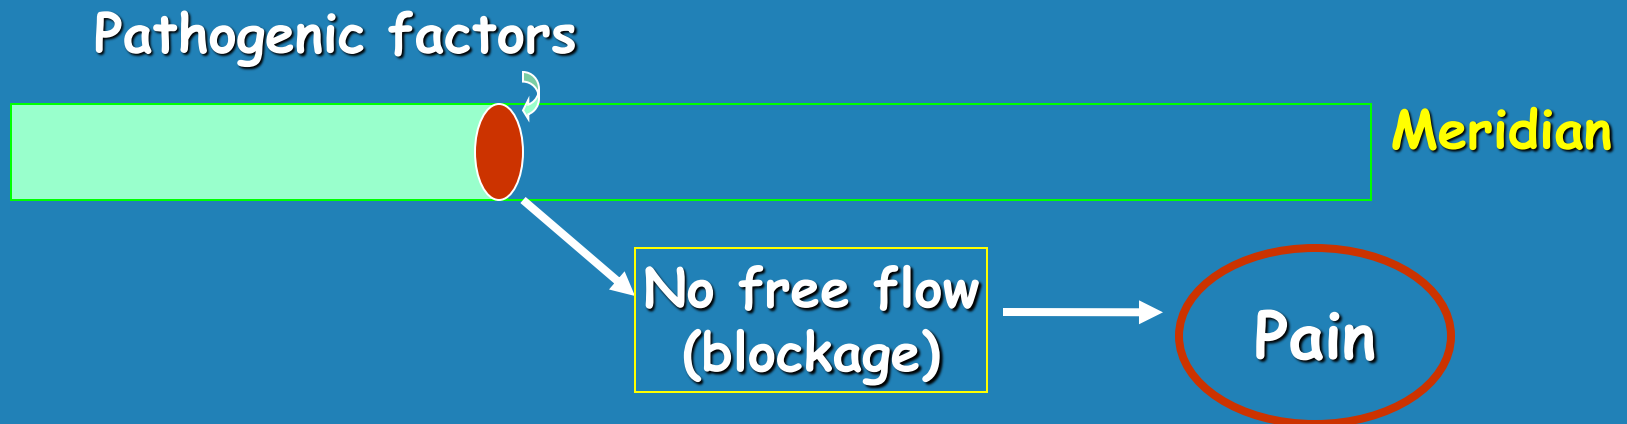 Pathogenic factors
Meridian
No free flow
(blockage)
Pain